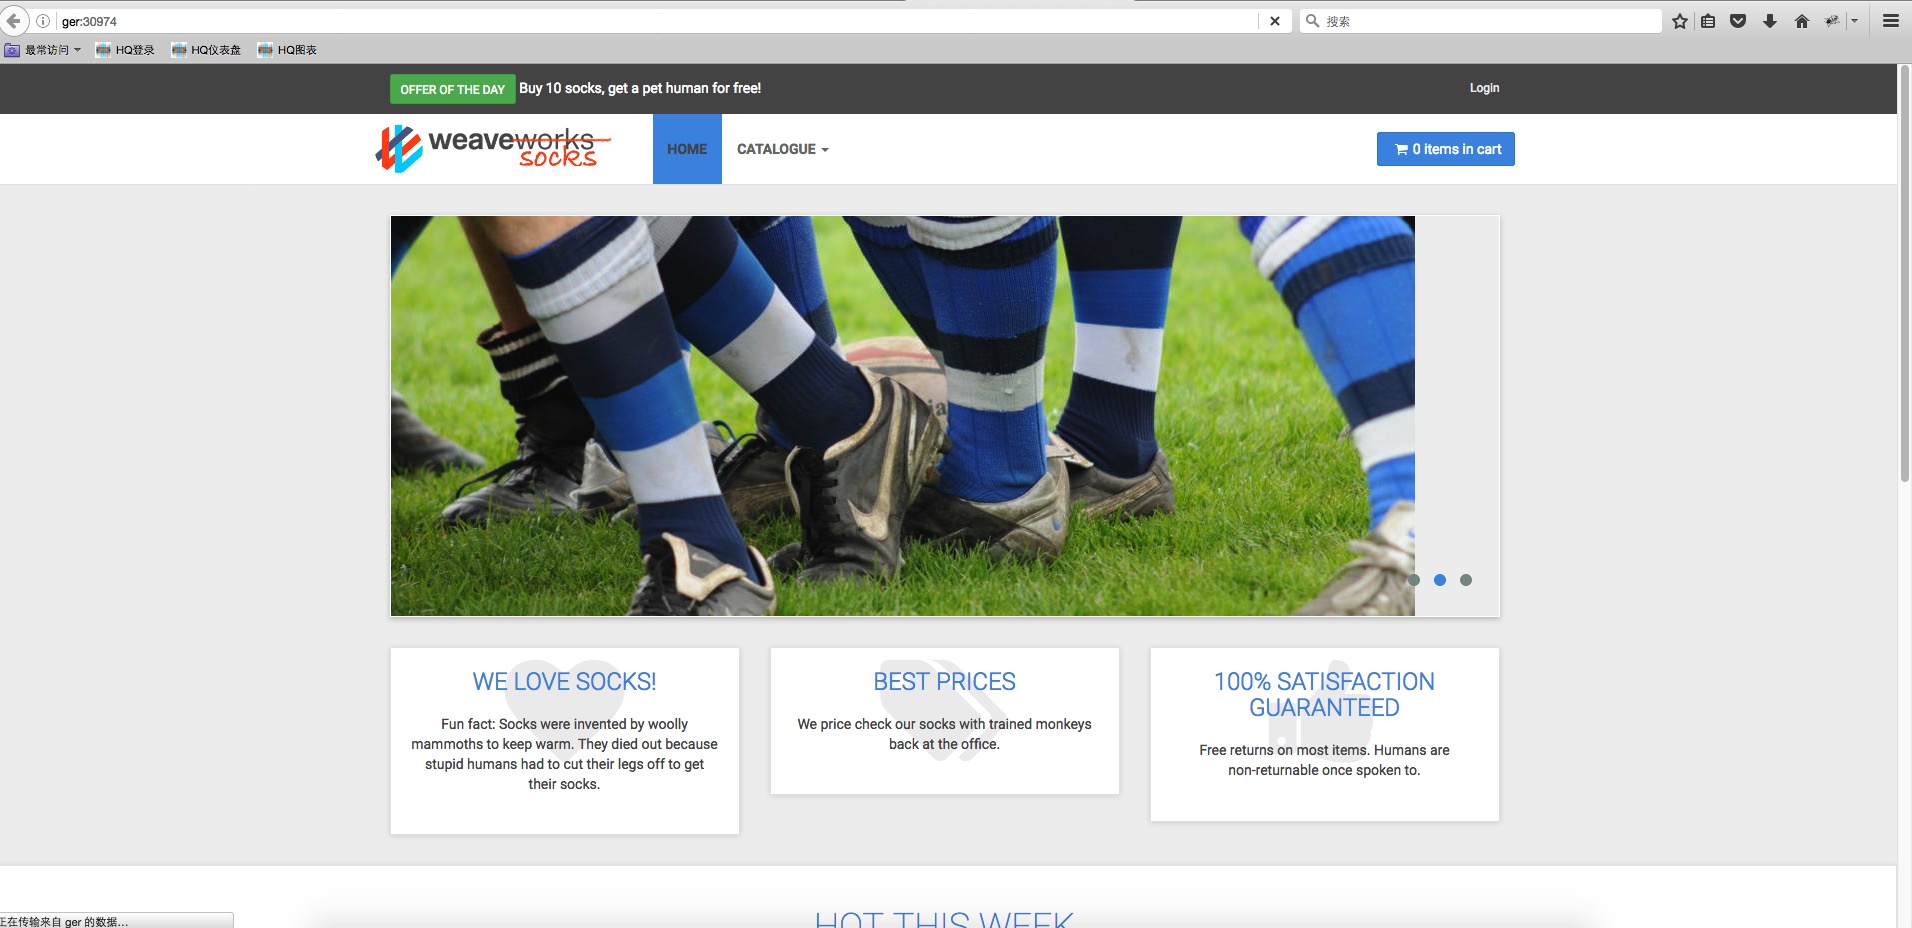 ger:30974
搜索
最常访问 HQ登录 HQ仪表盘 HQ图表
OFFER OF THE DAY Buy 10 socks, get a pet human for free!
Login
weaveworks
socks
HOME CATALOGUE
0 items in cart
WE LOVE SOCKS!
Fun fact: Socks were invented by woolly
mammoths to keep warm. They died out because
stupid humans had to cut their legs off to get
their socks.
BEST PRICES
We price check our socks with trained monkeys
back at the office.
100% SATISFACTION
GUARANTEED
Free returns on most items. Humans are
non-returnable once spoken to.
HOT THIS WEEK
正在传输来自 ger 的数据…